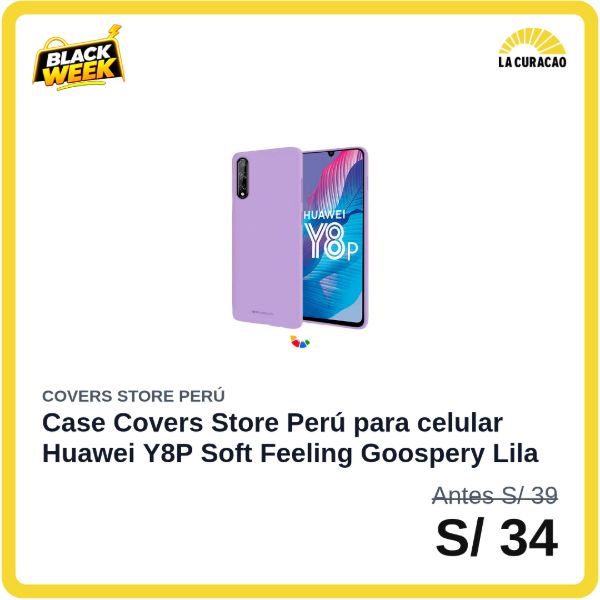 BLACK
WEEK
LA CURACAO
HUAWEI
Y8P
COVERS STORE PERÚ
Case Covers Store Perú para celular
Huawei Y8P Soft Feeling Goospery Lila
Antes S/ 39
S/ 34